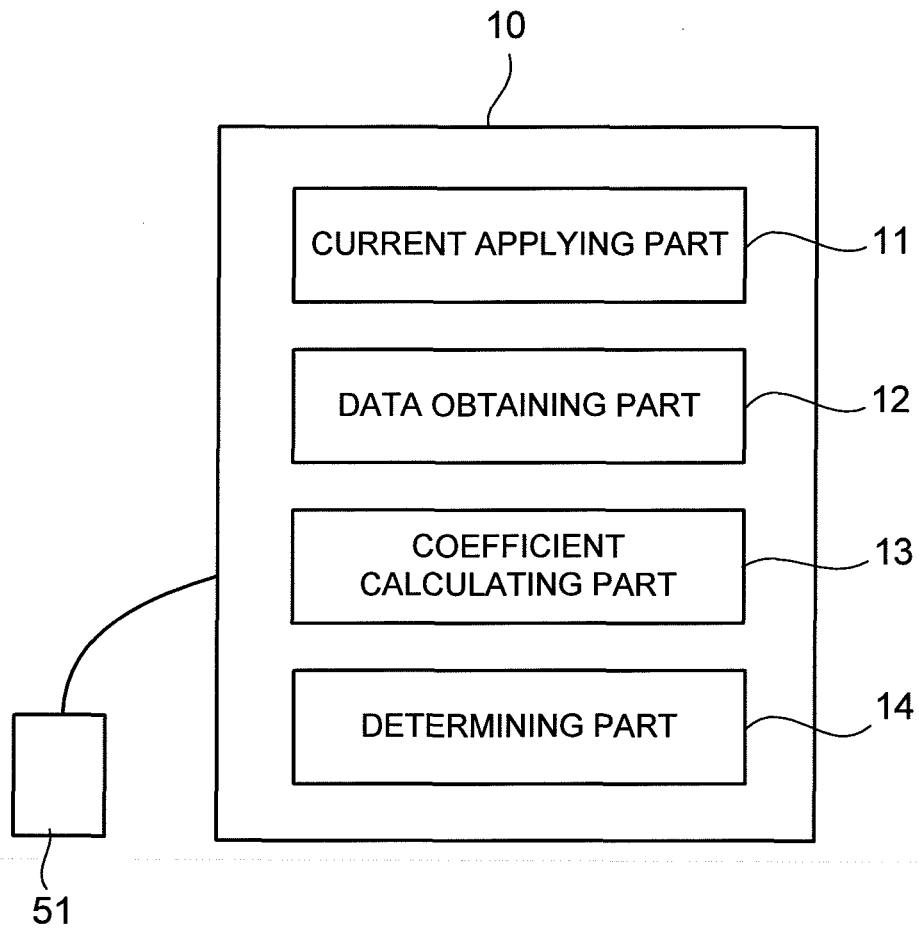 10
CURRENT APPLYING PART
11
DATA OBTAINING PART
12
COEFFICIENT
CALCULATING PART
13
DETERMINING PART
14
51